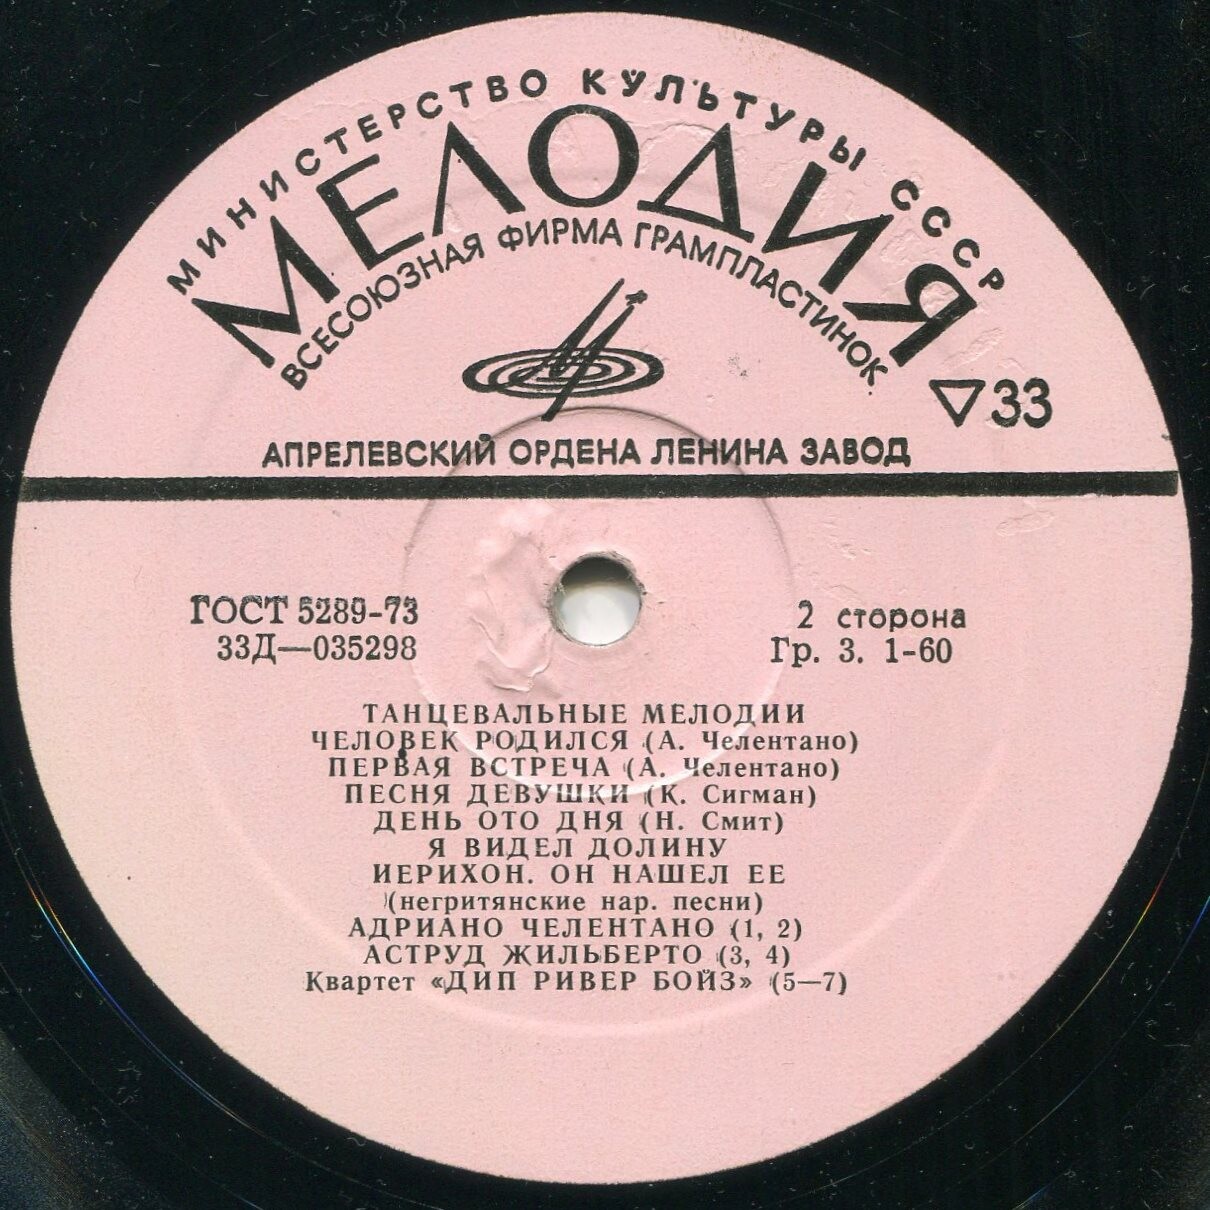 МИНИСТЕРСТВО КУЛЬТУРЫ СССР
МЕЛОДИЯ
ВСЕСОЮЗНАЯ ФИРМА ГРАМПЛАСТИНОК
▽33
АПРЕЛЕВСКИЙ ОРДЕНА ЛЕНИНА ЗАВОД
ГОСТ 5289-73
33Д—035298
2 сторона
Гр. 3. 1-60
ТАНЦЕВАЛЬНЫЕ МЕЛОДИИ
ЧЕЛОВЕК РОДИЛСЯ (А. Челентано)
ПЕРВАЯ ВСТРЕЧА (А. Челентано)
ПЕСНЯ ДЕВУШКИ (К. Сигман)
ДЕНЬ ОТО ДНЯ (Н. Смит)
Я ВИДЕЛ ДОЛИНУ
ИЕРИХОН. ОН НАШЕЛ ЕЕ
(негритянские нар. песни)
АДРИАНО ЧЕЛЕНТАНО (1, 2)
АСТРУД ЖИЛЬБЕРТО (3, 4)
Квартет «ДИП РИВЕР БОЙЗ» (5—7)